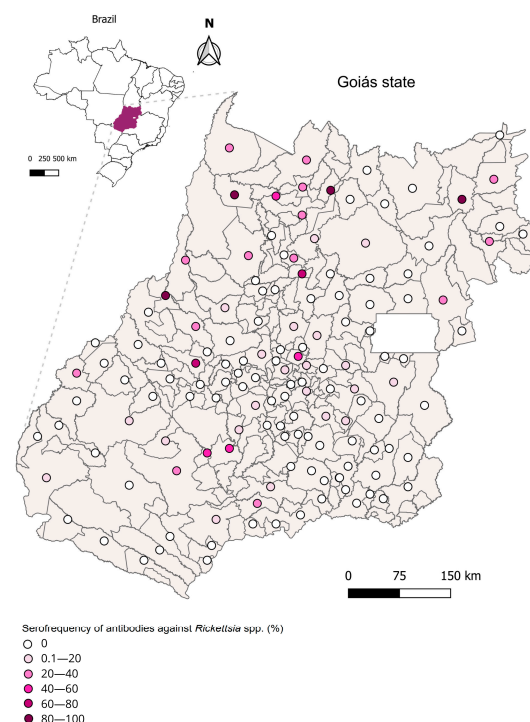 Brazil
N
Goiás state
0 250 500 km
0 75 150 km
Serofrequency of antibodies against Rickettsia spp. (%)
0
0.1—20
20—40
40—60
60—80
80—100